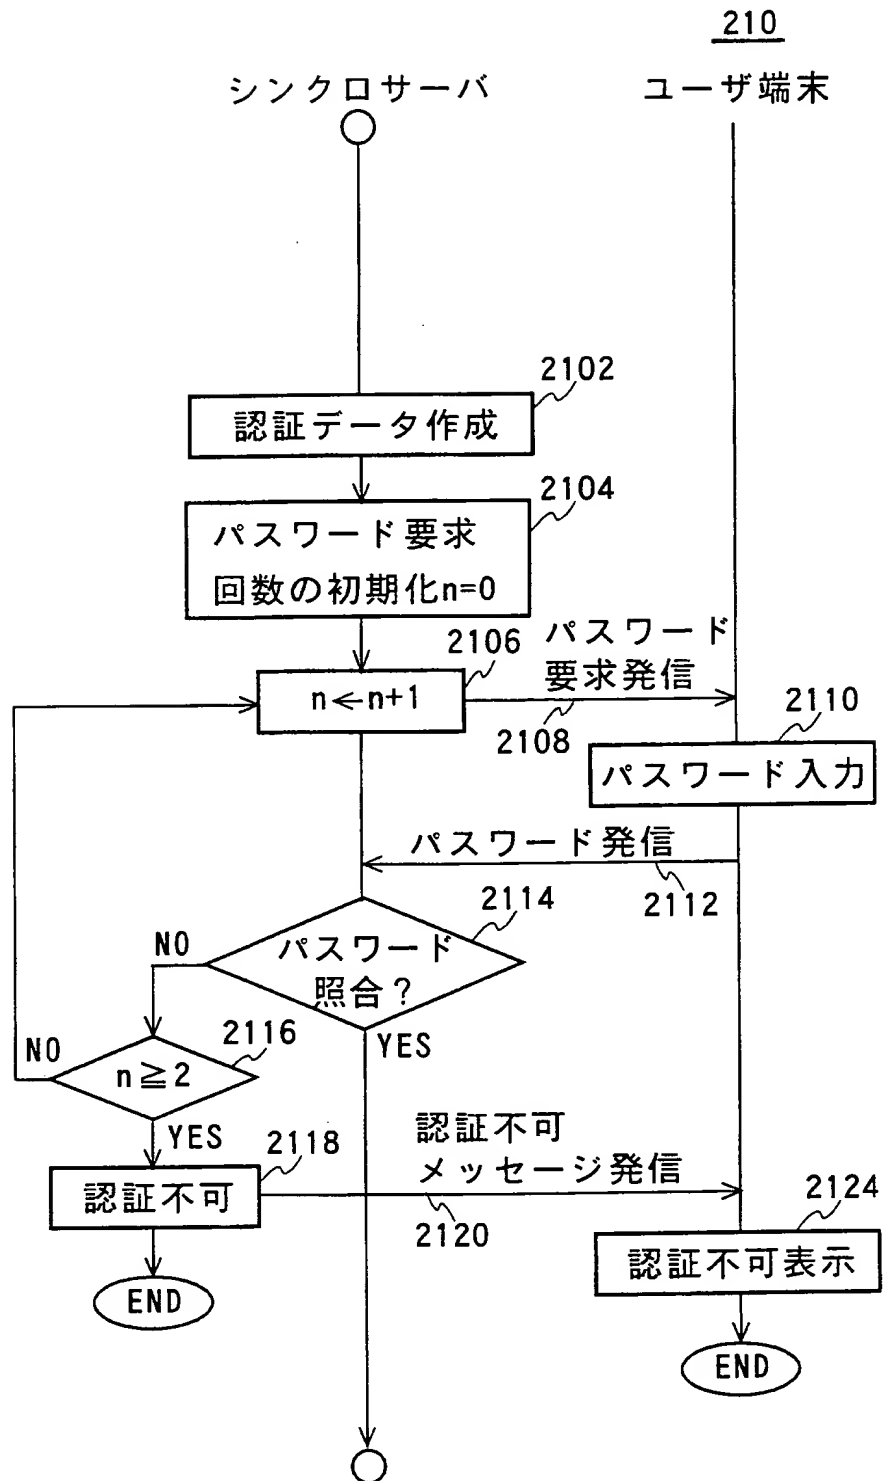 210
シンクロサーバ
ユーザ端末
2102
認証データ作成
2104
パスワード要求
回数の初期化n=0
2106
n←n+1
パスワード
要求発信
2108
2110
パスワード入力
パスワード発信
2112
2114
パスワード
照合?
NO
YES
2116
n≧2
NO
YES
2118
認証不可
認証不可
メッセージ発信
2120
2124
認証不可表示
END
END